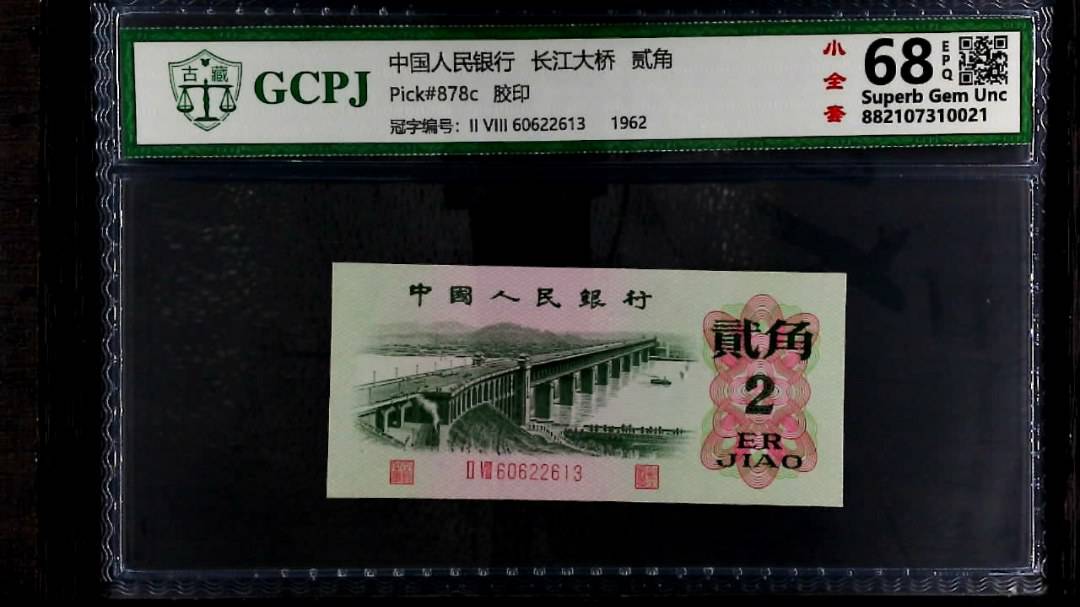 古藏
GCPJ
中国人民银行 长江大桥 贰角
Pick#878c 胶印
冠字编号: II VIII 60622613 1962
小全套
68
EPQ
Superb Gem Unc
882107310021
中國人民銀行
貳角
2
ER
JIAO
II VIII 60622613